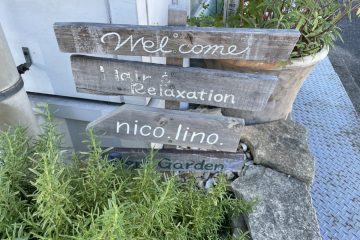 Welcome
Hair &
Relaxation
nico.lino.
Garden